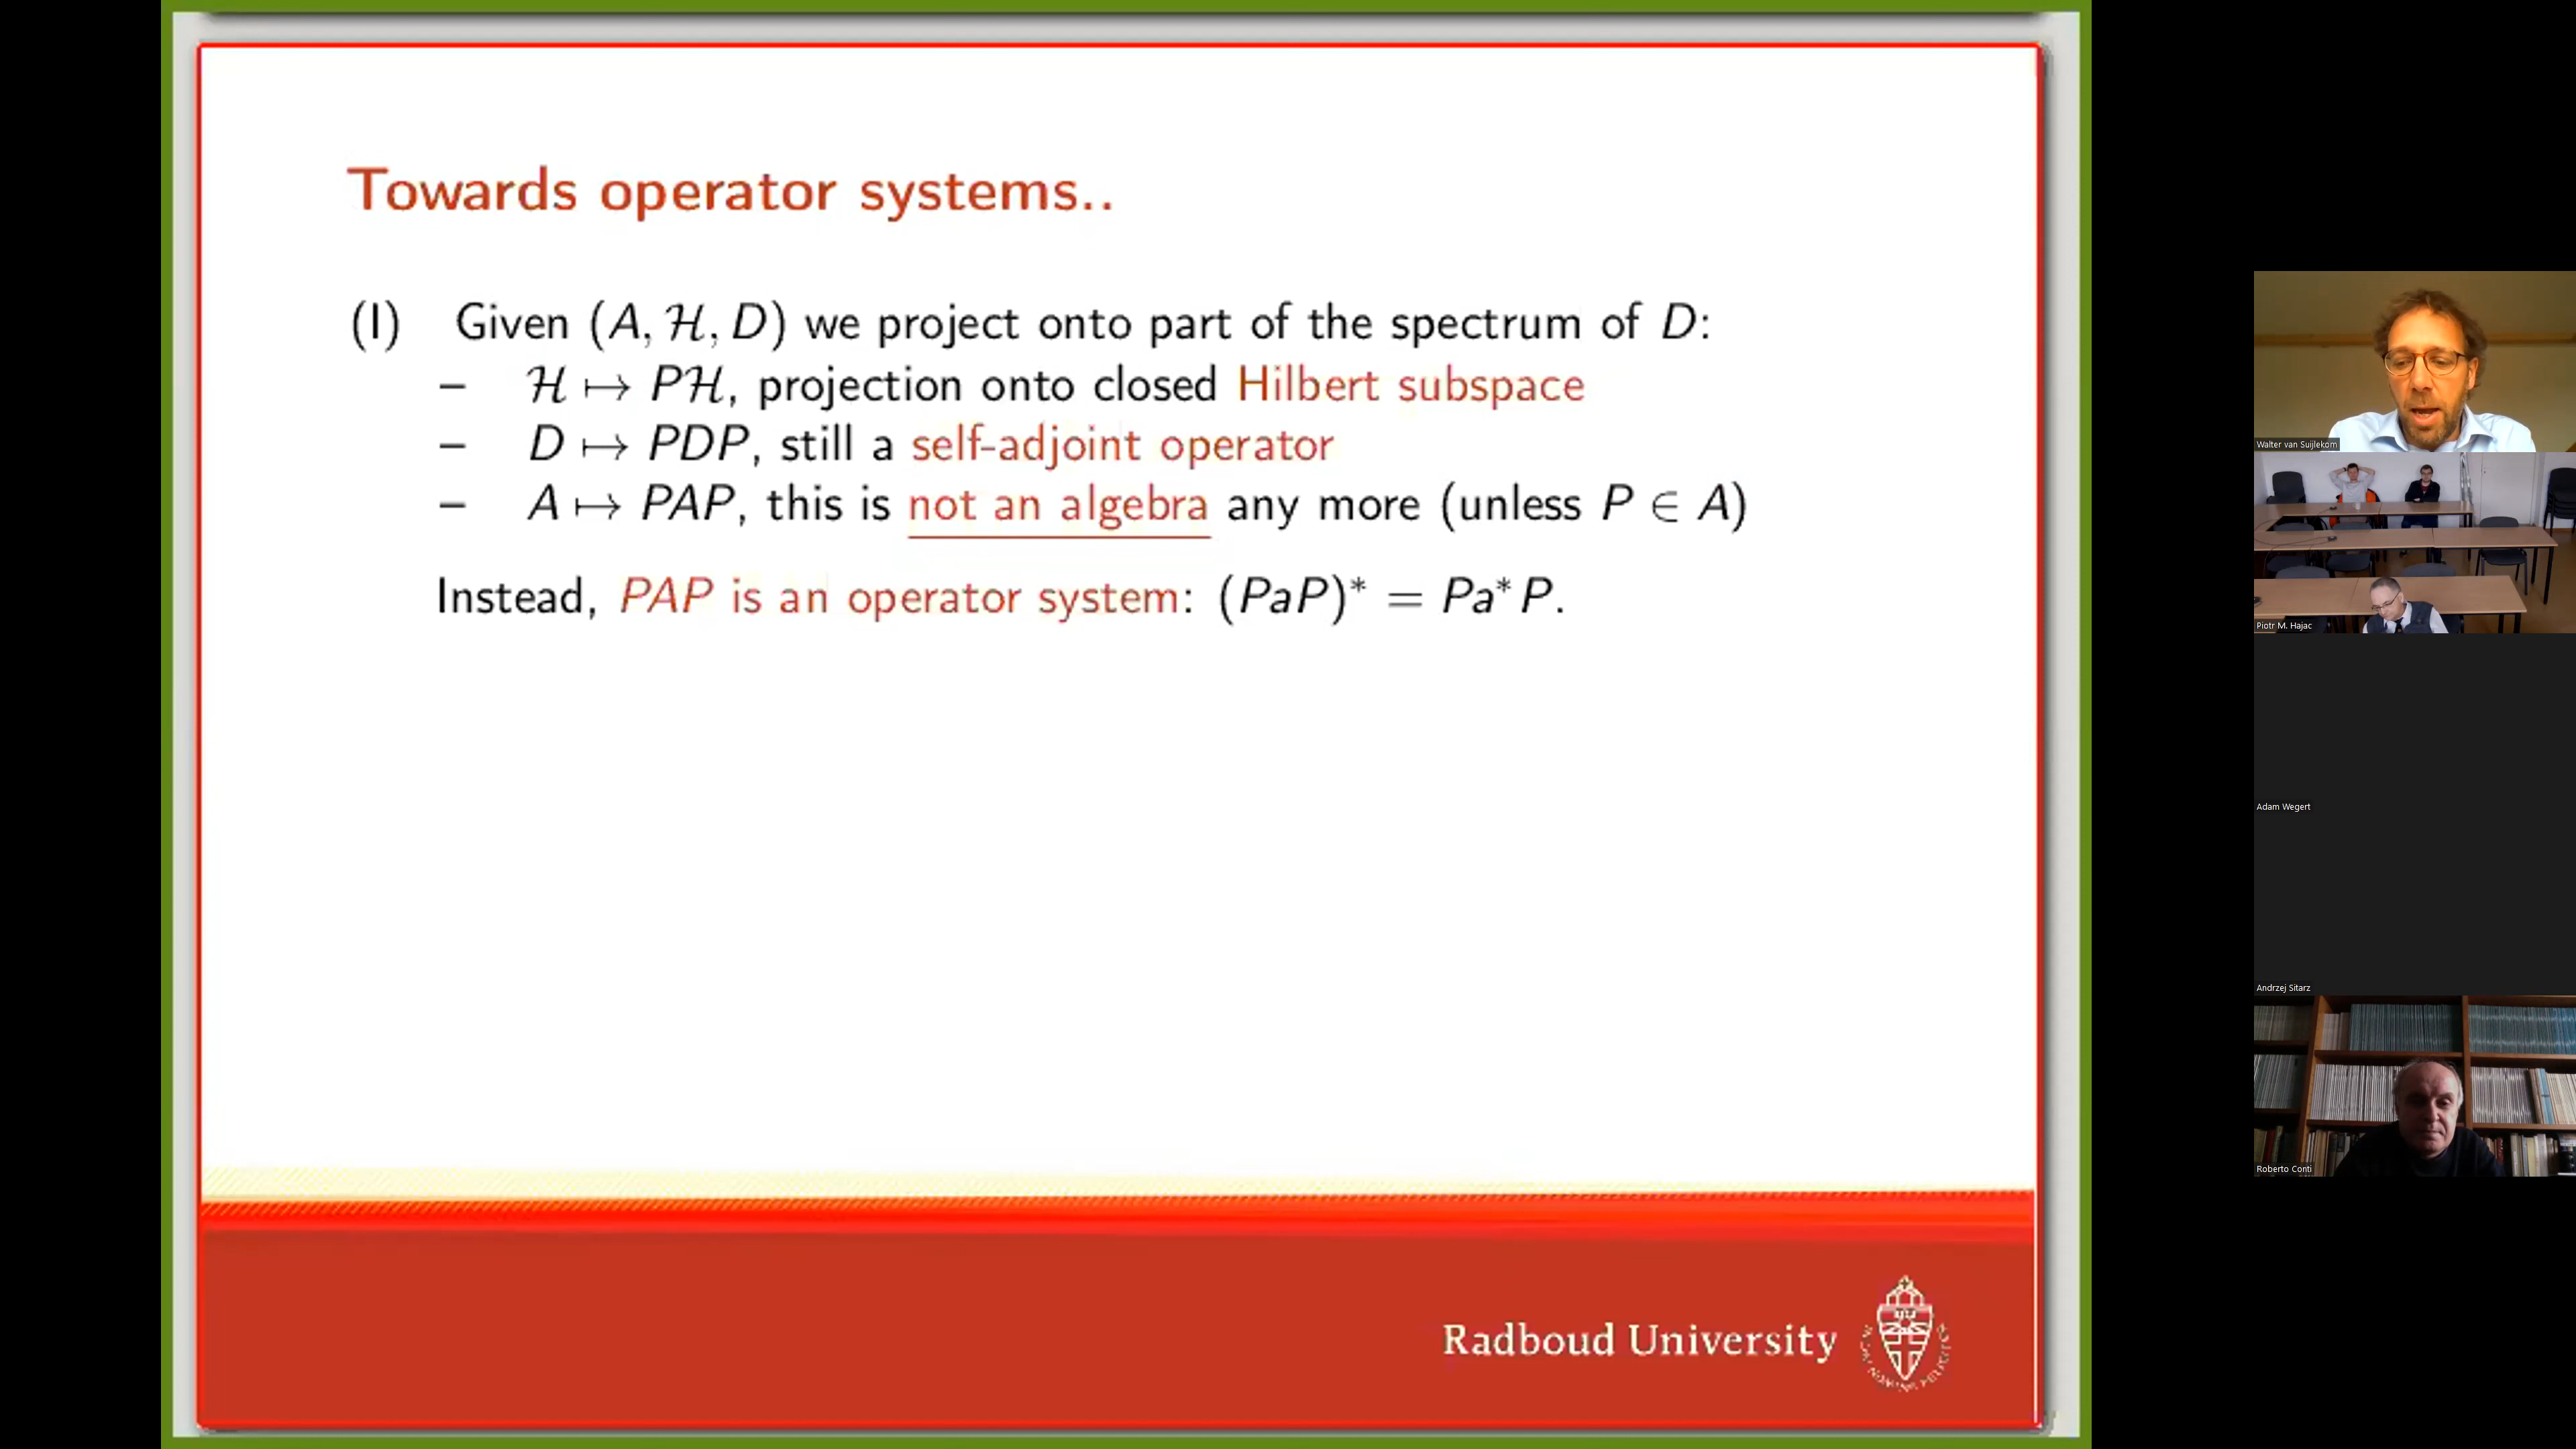 Towards operator systems..
(I) Given (A, ℋ, D) we project onto part of the spectrum of D:
– ℋ ↦ Pℋ, projection onto closed Hilbert subspace
– D ↦ PDP, still a self-adjoint operator
– A ↦ PAP, this is not an algebra any more (unless P ∈ A)
Instead, PAP is an operator system: (PaP)* = Pa*P.
Radboud University
Walter van Suijlekom
Piotr M. Hajac
Adam Wegert
Andrzej Sitarz
Roberto Conti